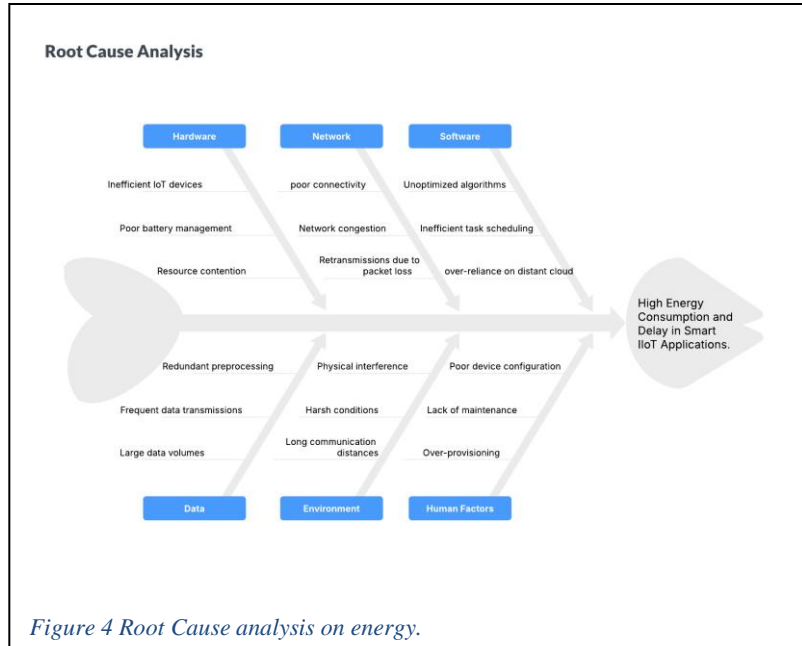 Root Cause Analysis
Hardware
Network
Software
Inefficient IoT devices
poor connectivity
Unoptimized algorithms
Poor battery management
Network congestion
Inefficient task scheduling
Resource contention
Retransmissions due to
packet loss
over-reliance on distant cloud
High Energy
Consumption and
Delay in Smart
IIoT Applications.
Redundant preprocessing
Physical interference
Poor device configuration
Frequent data transmissions
Harsh conditions
Lack of maintenance
Large data volumes
Long communication
distances
Over-provisioning
Data
Environment
Human Factors
Figure 4 Root Cause analysis on energy.